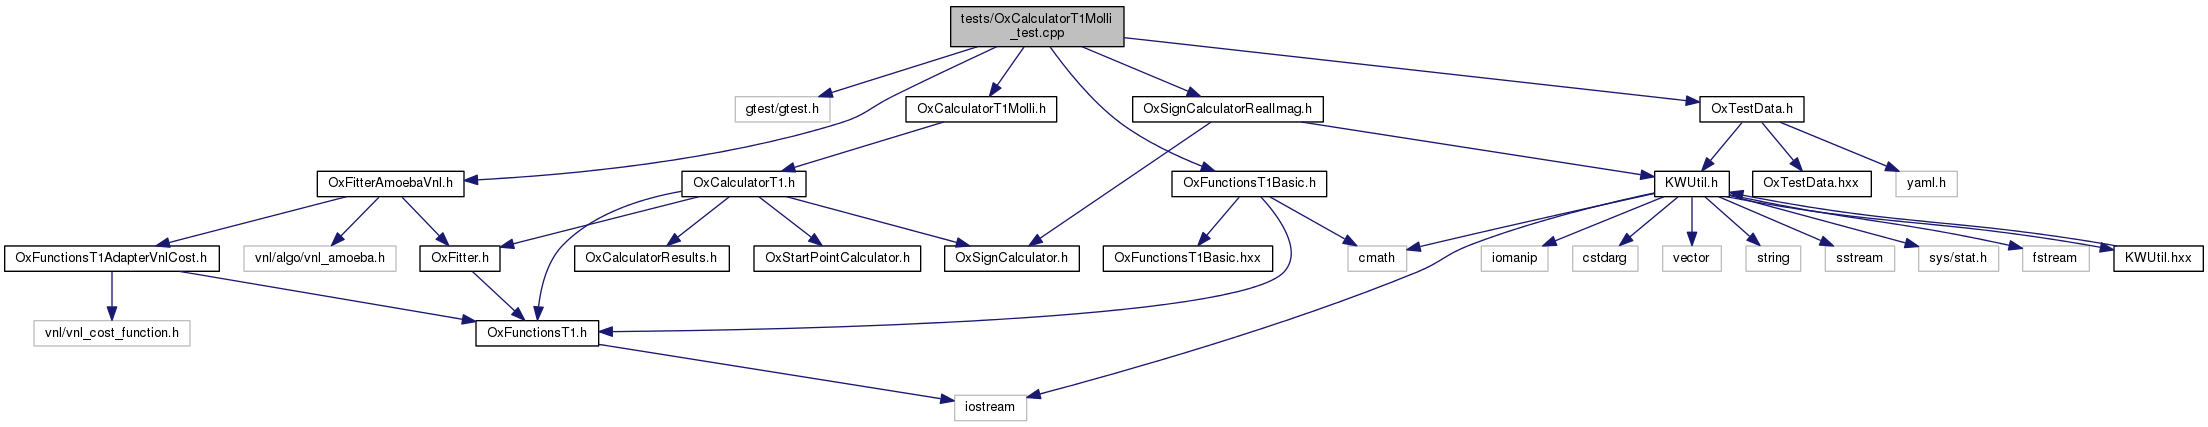 tests/OxCalculatorT1Molli
_test.cpp
gtest/gtest.h
OxCalculatorT1Molli.h
OxSignCalculatorRealImag.h
OxTestData.h
OxFitterAmoebaVnl.h
OxCalculatorT1.h
OxFunctionsT1Basic.h
KWUtil.h
OxTestData.hxx
yaml.h
OxFunctionsT1AdapterVnlCost.h
vnl/algo/vnl_amoeba.h
OxFitter.h
OxCalculatorResults.h
OxStartPointCalculator.h
OxSignCalculator.h
OxFunctionsT1Basic.hxx
cmath
iomanip
cstdarg
vector
string
sstream
sys/stat.h
fstream
KWUtil.hxx
vnl/vnl_cost_function.h
OxFunctionsT1.h
iostream